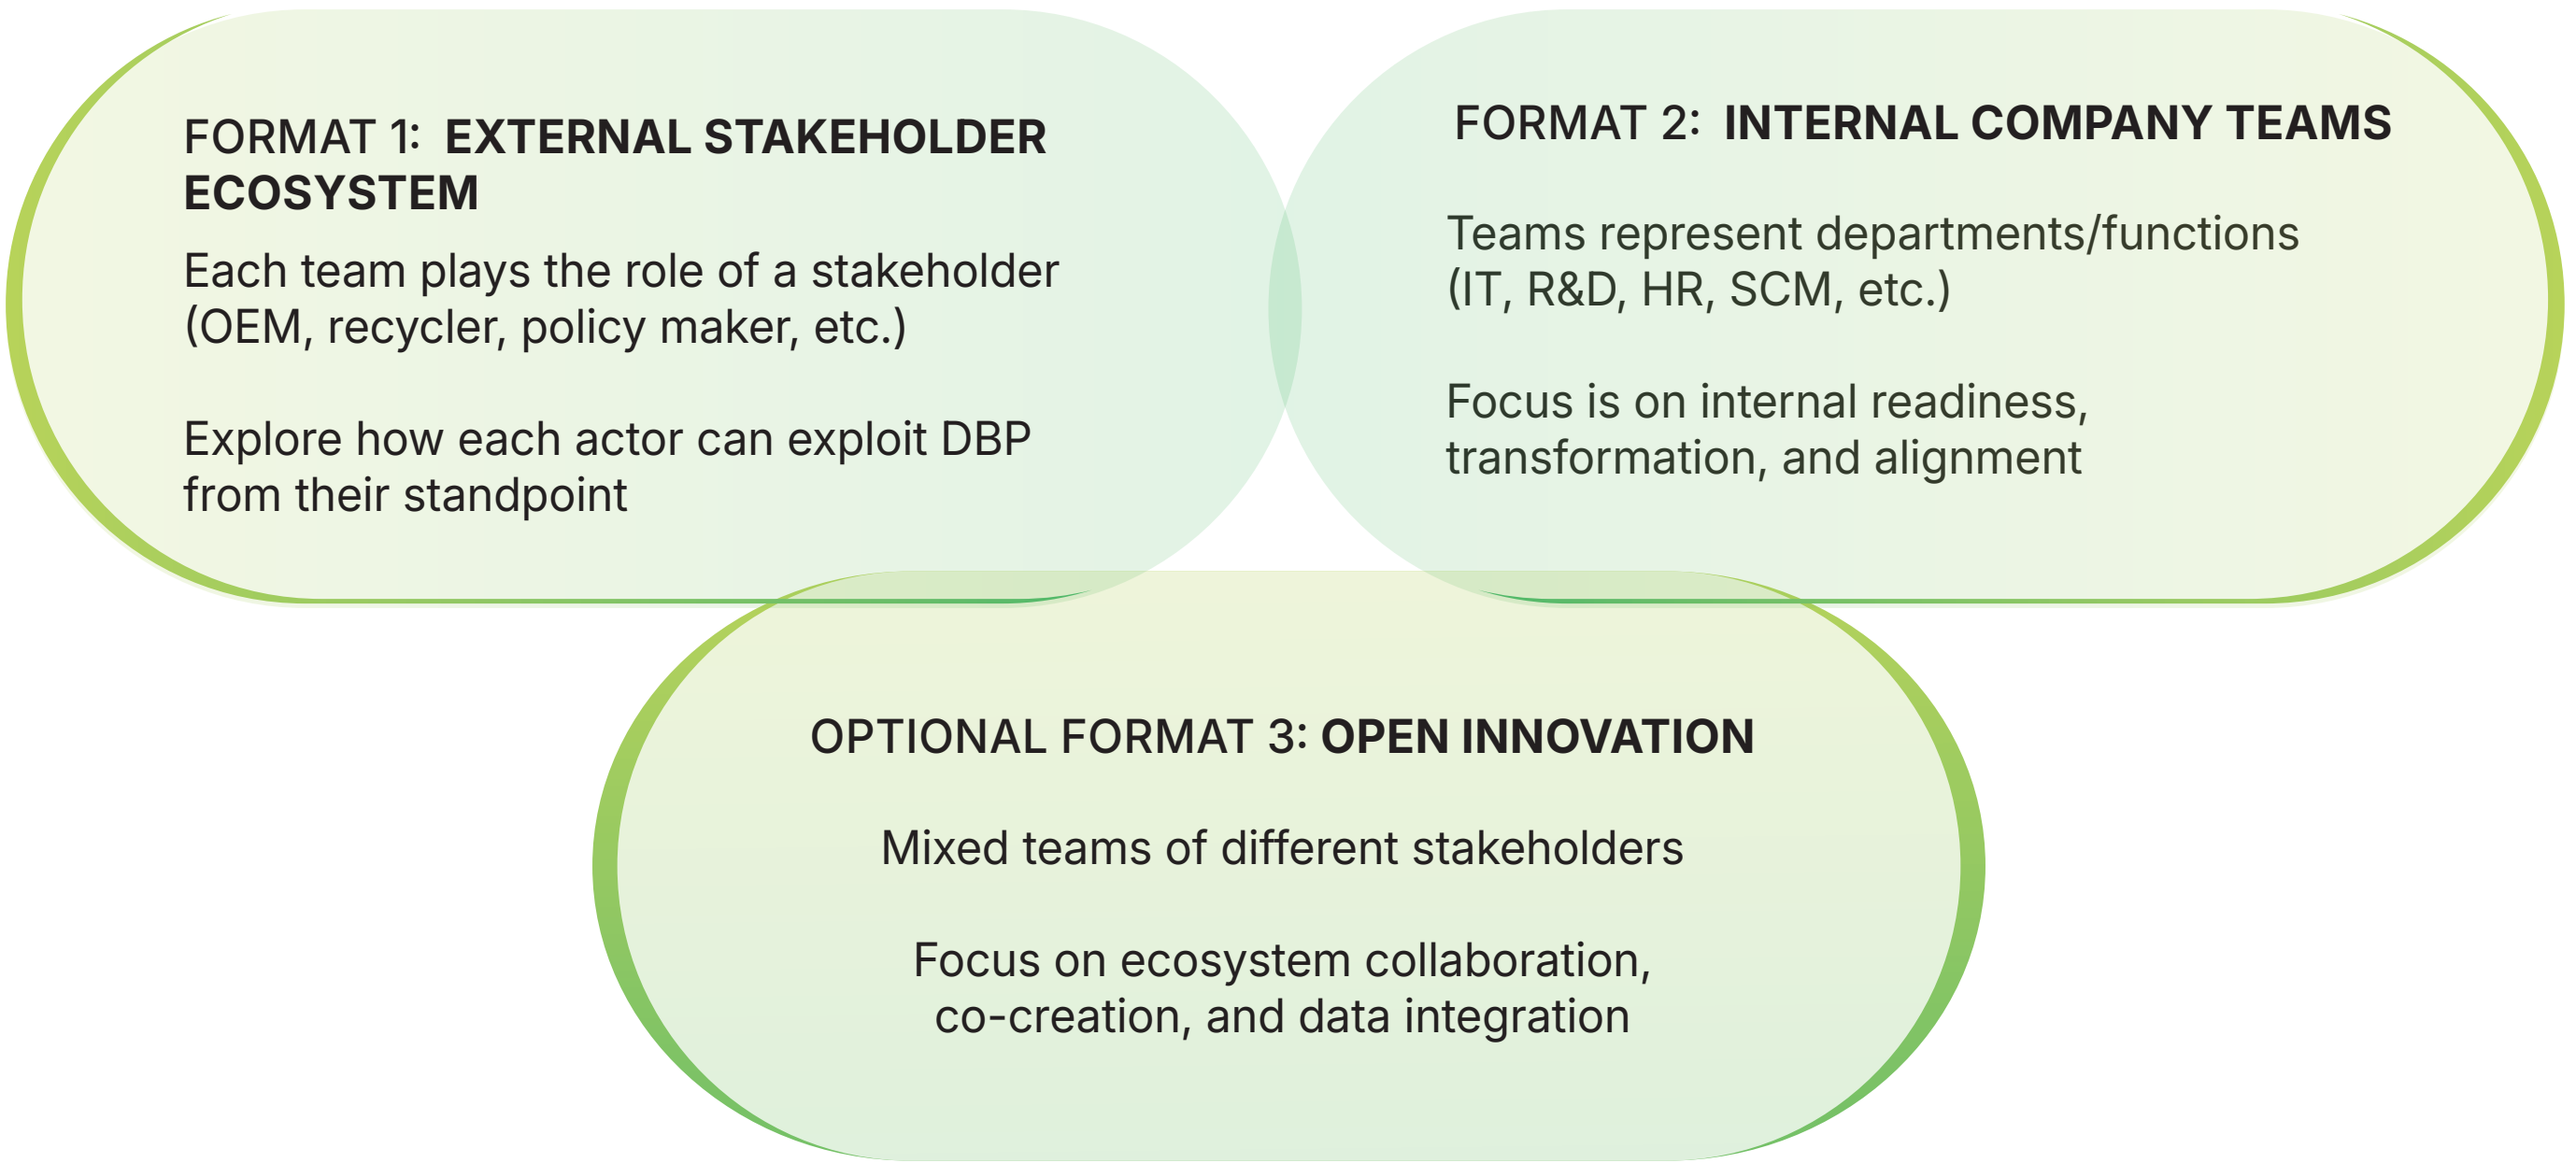 FORMAT 1: EXTERNAL STAKEHOLDER
ECOSYSTEM
Each team plays the role of a stakeholder
(OEM, recycler, policy maker, etc.)
Explore how each actor can exploit DBP
from their standpoint
FORMAT 2: INTERNAL COMPANY TEAMS
Teams represent departments/functions
(IT, R&D, HR, SCM, etc.)
Focus is on internal readiness,
transformation, and alignment
OPTIONAL FORMAT 3: OPEN INNOVATION
Mixed teams of different stakeholders
Focus on ecosystem collaboration,
co-creation, and data integration